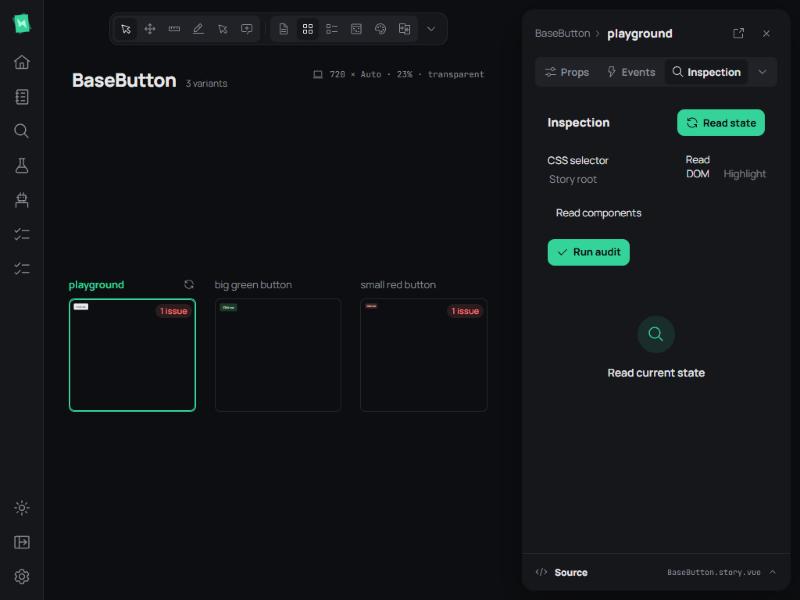 BaseButton
3 variants
720 × Auto · 23% · transparent
playground
big green button
small red button
1 issue
1 issue
BaseButton › playground
Props
Events
Inspection
Inspection
Read state
CSS selector
Story root
Read DOM
Highlight
Read components
Run audit
Read current state
Source
BaseButton.story.vue